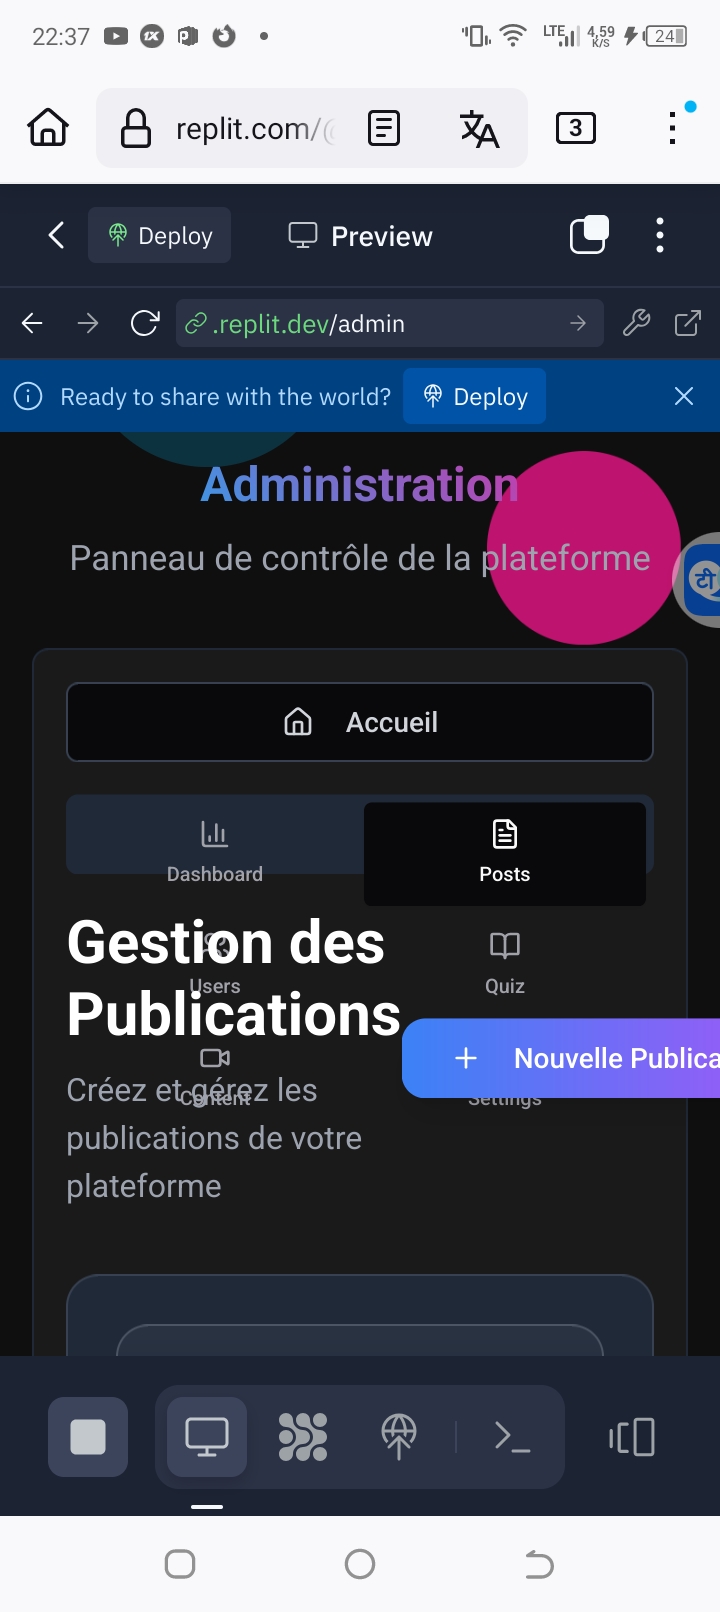 22:37
LTE 4,59 K/S 24
replit.com/(
3
Deploy
Preview
.replit.dev/admin
Ready to share with the world?
Deploy
Administration
Panneau de contrôle de la plateforme
टी
Accueil
Dashboard
Posts
Gestion des
Users
Quiz
Publications
Nouvelle Publica
Créez et gérez les
Content
Settings
publications de votre
plateforme